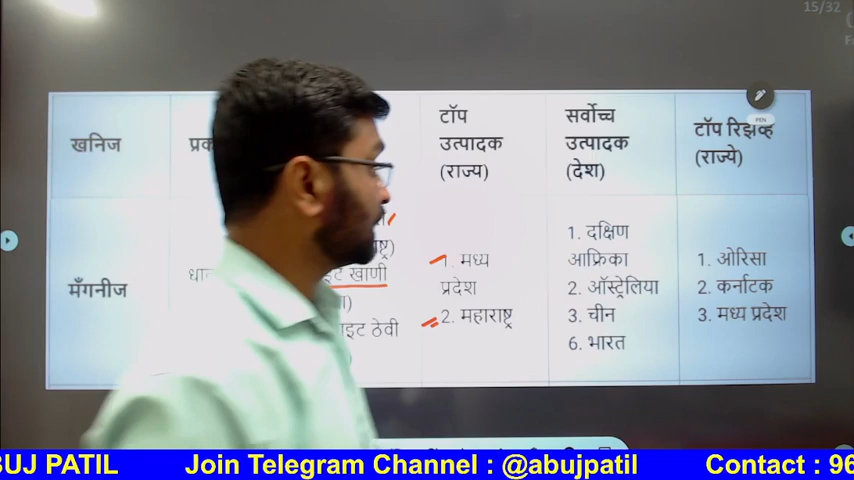 15/32
खनिज
टॉप
उत्पादक
(राज्य)
सर्वोच्च
उत्पादक
(देश)
PEN
टॉप रिझर्व्ह
(राज्ये)
मँगनीज
खाणी
ठेवी
1. मध्य
प्रदेश
2. महाराष्ट्र
1. दक्षिण
आफ्रिका
2. ऑस्ट्रेलिया
3. चीन
6. भारत
1. ओरिसा
2. कर्नाटक
3. मध्य प्रदेश
PATIL Join Telegram Channel : @abujpatil Contact : 96